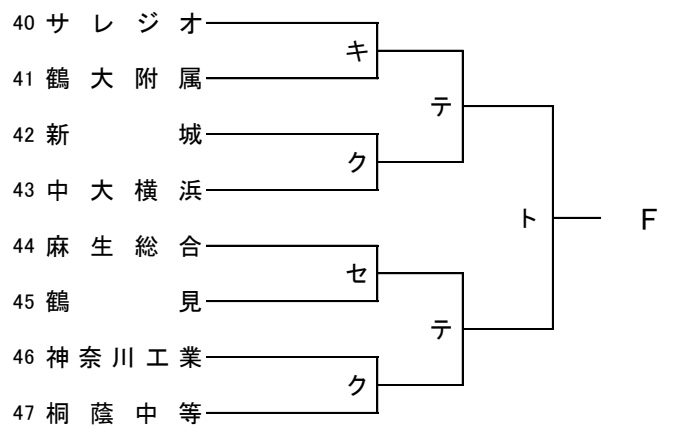 40 サレジオ
キ
41 鶴大附属
テ
42 新城
ク
43 中大横浜
ト F
44 麻生総合
セ
45 鶴見
テ
46 神奈川工業
ク
47 桐蔭中等